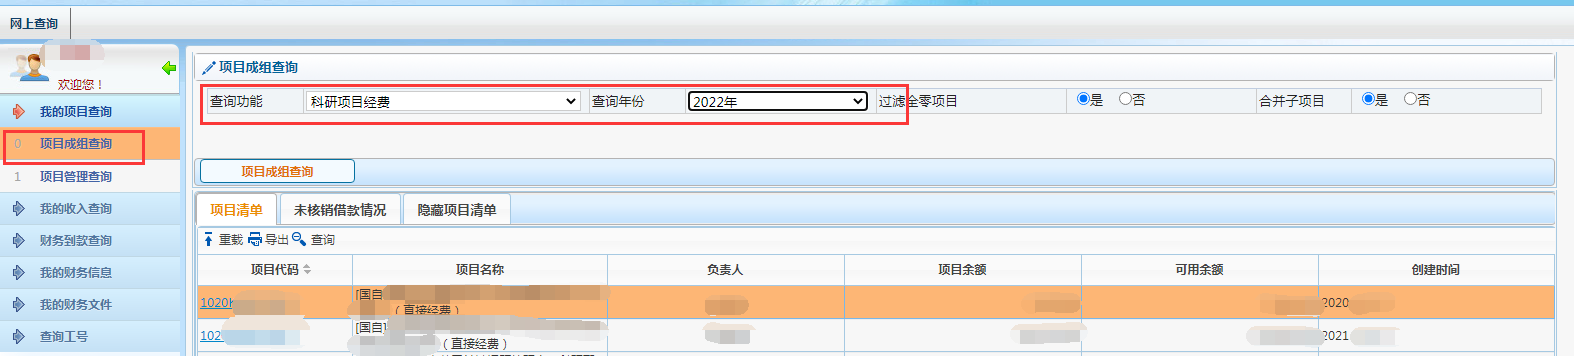 网上查询
欢迎您！
我的项目查询
0 项目成组查询
1 项目管理查询
我的收入查询
财务到款查询
我的财务信息
我的财务文件
查询工号
项目成组查询
查询功能 科研项目经费 查询年份 2022年 过滤全零项目 是 否 合并子项目 是 否
项目成组查询
项目清单 未核销借款情况 隐藏项目清单
重载 导出 查询
项目代码 项目名称 负责人 项目余额 可用余额 创建时间
[国自
1020 2020
（直接经费）
[国自
102 2021
（直接经费）